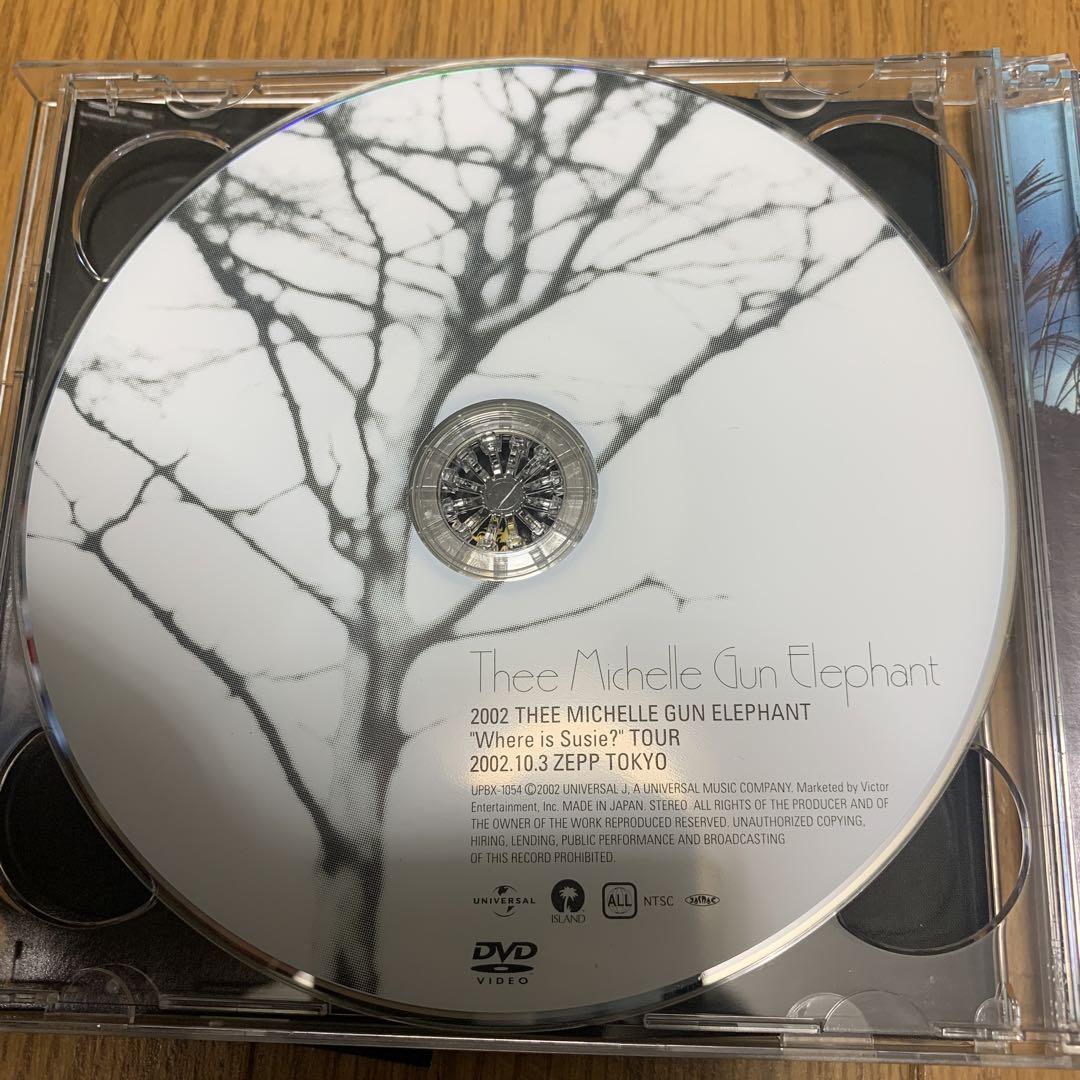 Thee Michelle Gun Elephant
2002 THEE MICHELLE GUN ELEPHANT
"Where is Susie?" TOUR
2002.10.3 ZEPP TOKYO
UPBX-1054 ©2002 UNIVERSAL J, A UNIVERSAL MUSIC COMPANY. Marketed by Victor
Entertainment, Inc. MADE IN JAPAN. STEREO ALL RIGHTS OF THE PRODUCER AND OF
THE OWNER OF THE WORK REPRODUCED RESERVED. UNAUTHORIZED COPYING,
HIRING, LENDING, PUBLIC PERFORMANCE AND BROADCASTING
OF THIS RECORD PROHIBITED.
UNIVERSAL ISLAND ALL NTSC JASRAC
DVD
VIDEO